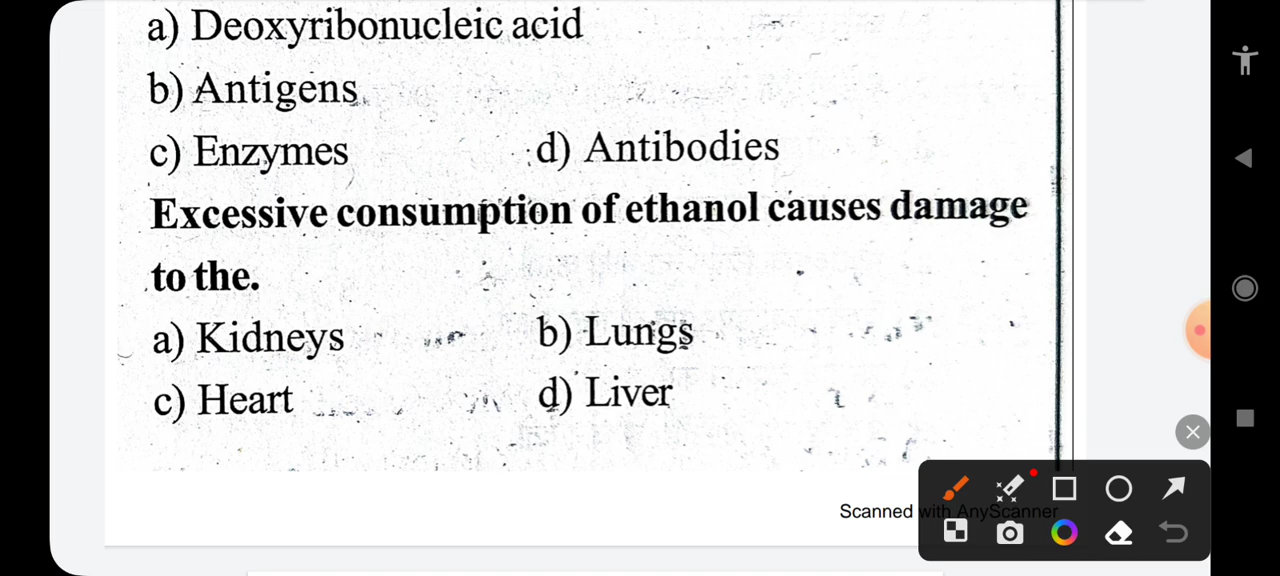 a) Deoxyribonucleic acid
b) Antigens
c) Enzymes d) Antibodies
Excessive consumption of ethanol causes damage
to the.
a) Kidneys b) Lungs
c) Heart d) Liver
Scanned with AnyScanner